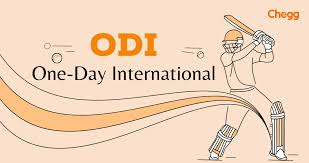 Chegg
ODI
One-Day International